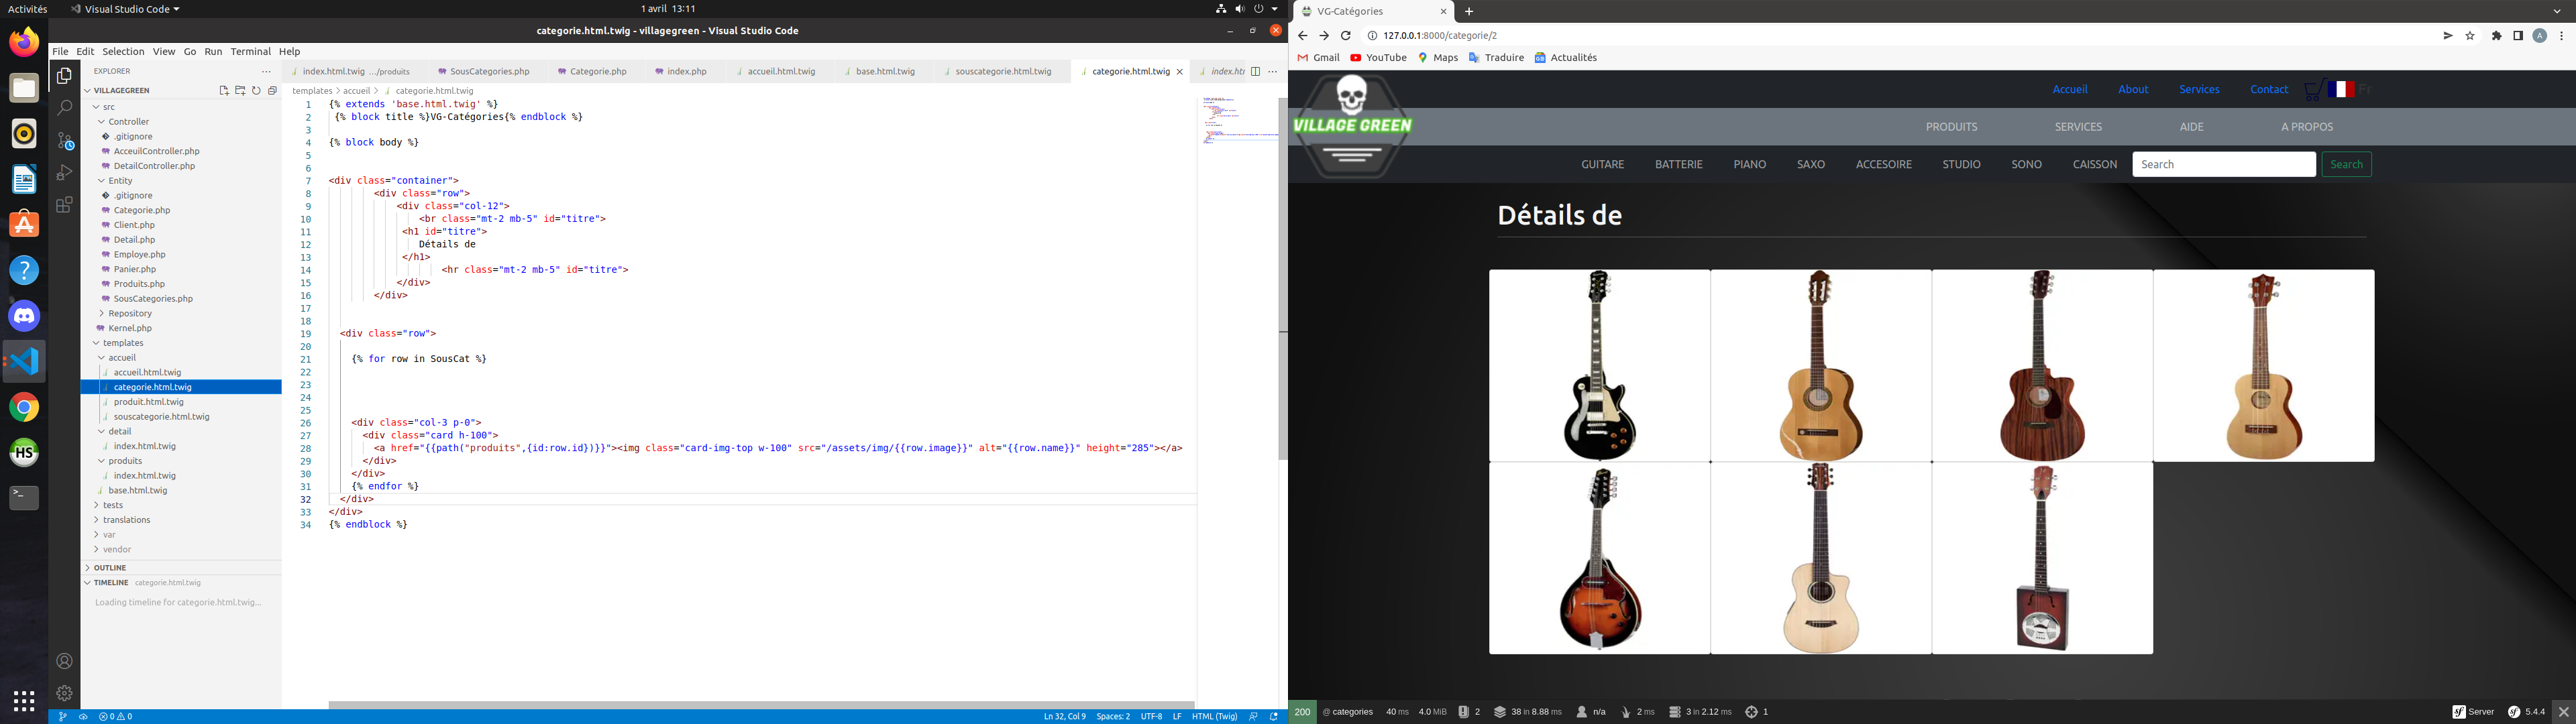 Activités
Visual Studio Code
1 avril 13:11
categorie.html.twig - villagegreen - Visual Studio Code
File Edit Selection View Go Run Terminal Help
EXPLORER
VILLAGEGREEN
src
Controller
.gitignore
AcceuilController.php
DetailController.php
Entity
.gitignore
Categorie.php
Client.php
Detail.php
Employe.php
Panier.php
Produits.php
SousCategories.php
Repository
Kernel.php
templates
accueil
accueil.html.twig
categorie.html.twig
produit.html.twig
souscategorie.html.twig
detail
index.html.twig
produits
index.html.twig
base.html.twig
tests
translations
var
vendor
OUTLINE
TIMELINE categorie.html.twig
Loading timeline for categorie.html.twig...
index.html.twig .../produits SousCategories.php Categorie.php index.php accueil.html.twig base.html.twig souscategorie.html.twig categorie.html.twig
templates > accueil > categorie.html.twig
1 {% extends 'base.html.twig' %}
2 {% block title %}VG-Catégories{% endblock %}
3
4 {% block body %}
5
6
7 <div class="container">
8 <div class="row">
9 <div class="col-12">
10 <br class="mt-2 mb-5" id="titre">
11 <h1 id="titre">
12 Détails de
13 </h1>
14 <hr class="mt-2 mb-5" id="titre">
15 </div>
16 </div>
17
18
19 <div class="row">
20
21 {% for row in SousCat %}
22
23
24
25
26 <div class="col-3 p-0">
27 <div class="card h-100">
28 <a href="{{path("produits",{id:row.id})}}"><img class="card-img-top w-100" src="/assets/img/{{row.image}}" alt="{{row.name}}" height="285"></a>
29 </div>
30 </div>
31 {% endfor %}
32 </div>
33 </div>
34 {% endblock %}
0 0
Ln 32, Col 9 Spaces: 2 UTF-8 LF HTML (Twig)
VG-Catégories
127.0.0.1:8000/categorie/2
A
Gmail YouTube Maps Traduire Actualités
VILLAGE GREEN
Accueil About Services Contact Fr
PRODUITS SERVICES AIDE A PROPOS
GUITARE BATTERIE PIANO SAXO ACCESOIRE STUDIO SONO CAISSON Search Search
Détails de
200 @ categories 40 ms 4.0 MiB 2 38 in 8.88 ms n/a 2 ms 3 in 2.12 ms 1 Server 5.4.4